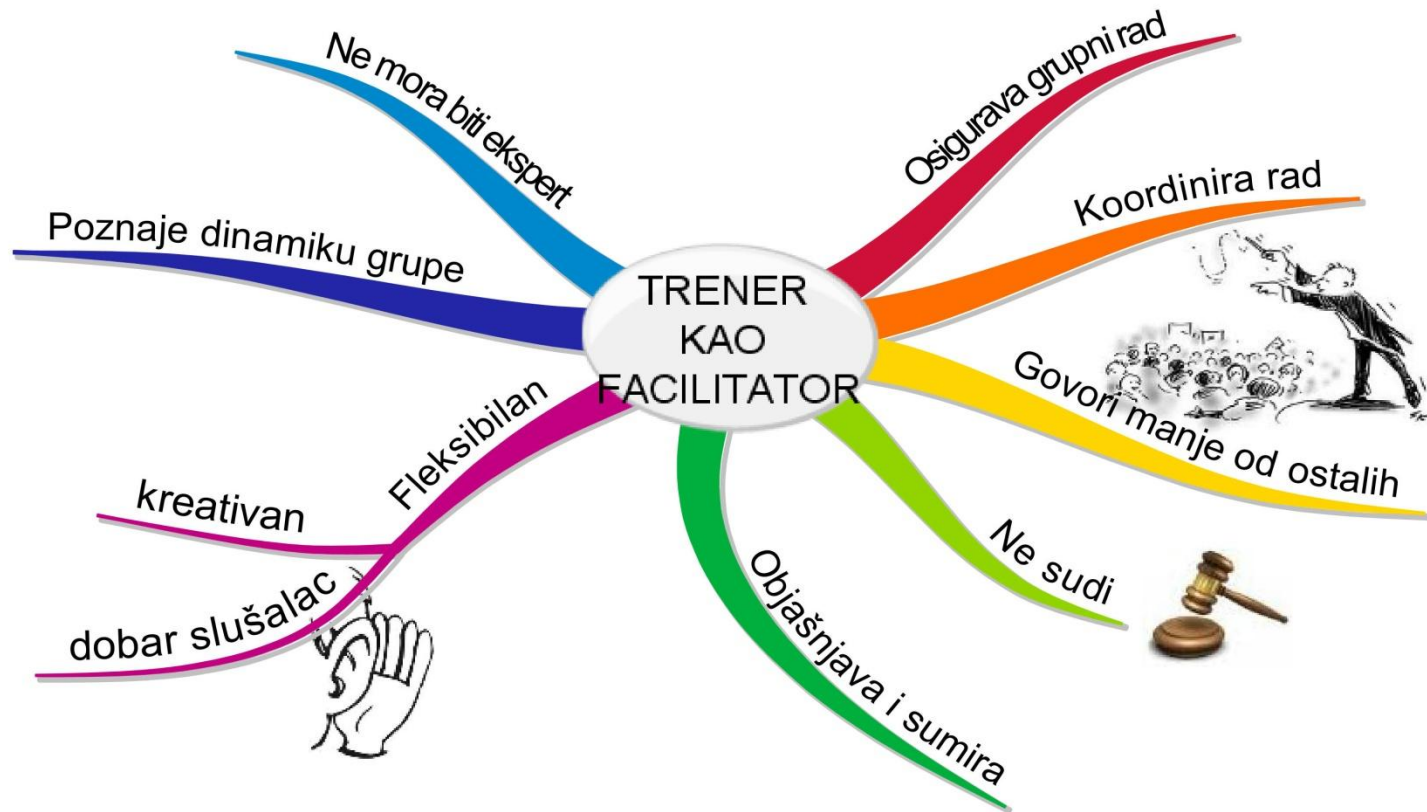 TRENER
KAO
FACILITATOR
Osigurava grupni rad
Koordinira rad
Govori manje od ostalih
Ne sudi
Objašnjava i sumira
Fleksibilan
kreativan
dobar slušalac
Poznaje dinamiku grupe
Ne mora biti ekspert